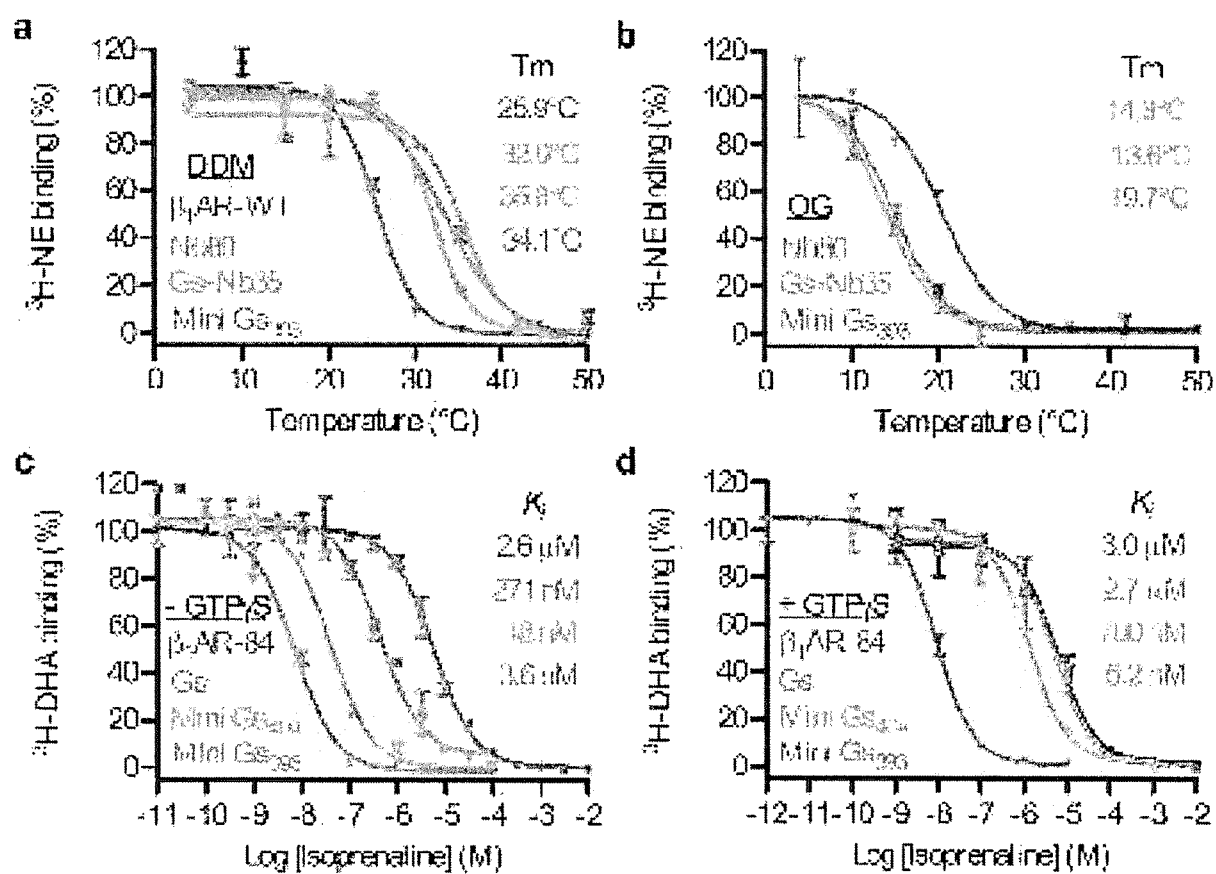 a
120
100
80
60
40
20
0
³H-NE binding (%)
Tm
25.9°C
34.1°C
DDM
β₁AR-WT
Nb80
Gs-Nb35
Mini Gs
0 10 20 30 40 50
Temperature (°C)
b
120
100
80
60
40
20
0
³H-NE binding (%)
Tm
19.7°C
OG
Nb80
Gs-Nb35
Mini Gs
0 10 20 30 40 50
Temperature (°C)
c
120
100
80
60
40
20
0
³H-DHA binding (%)
Kᵢ
2.6 µM
271 nM
3.6 nM
- GTPγS
β₁AR-84
Gs
Mini Gs
Mini Gs₃₉₃
-11 -10 -9 -8 -7 -6 -5 -4 -3 -2
Log [Isoprenaline] (M)
d
120
100
80
60
40
20
0
³H-DHA binding (%)
Kᵢ
3.0 µM
2.7 µM
+ GTPγS
β₁AR 84
Gs
Mini Gs
Mini Gs₃₉₃
-12 -11 -10 -9 -8 -7 -6 -5 -4 -3 -2
Log [Isoprenaline] (M)